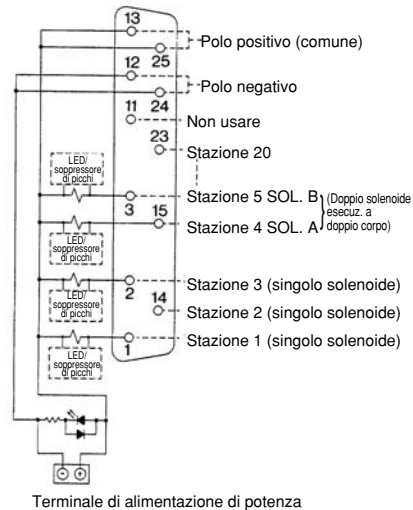 13
25
Polo positivo (comune)
12
24
Polo negativo
11
Non usare
23
Stazione 20
LED/
soppressore
di picchi
3
Stazione 5 SOL. B
15
Stazione 4 SOL. A
(Doppio solenoide
esecuz. a
doppio corpo)
LED/
soppressore
di picchi
2
Stazione 3 (singolo solenoide)
LED/
soppressore
di picchi
14
Stazione 2 (singolo solenoide)
1
Stazione 1 (singolo solenoide)
LED/
soppressore
di picchi
Terminale di alimentazione di potenza